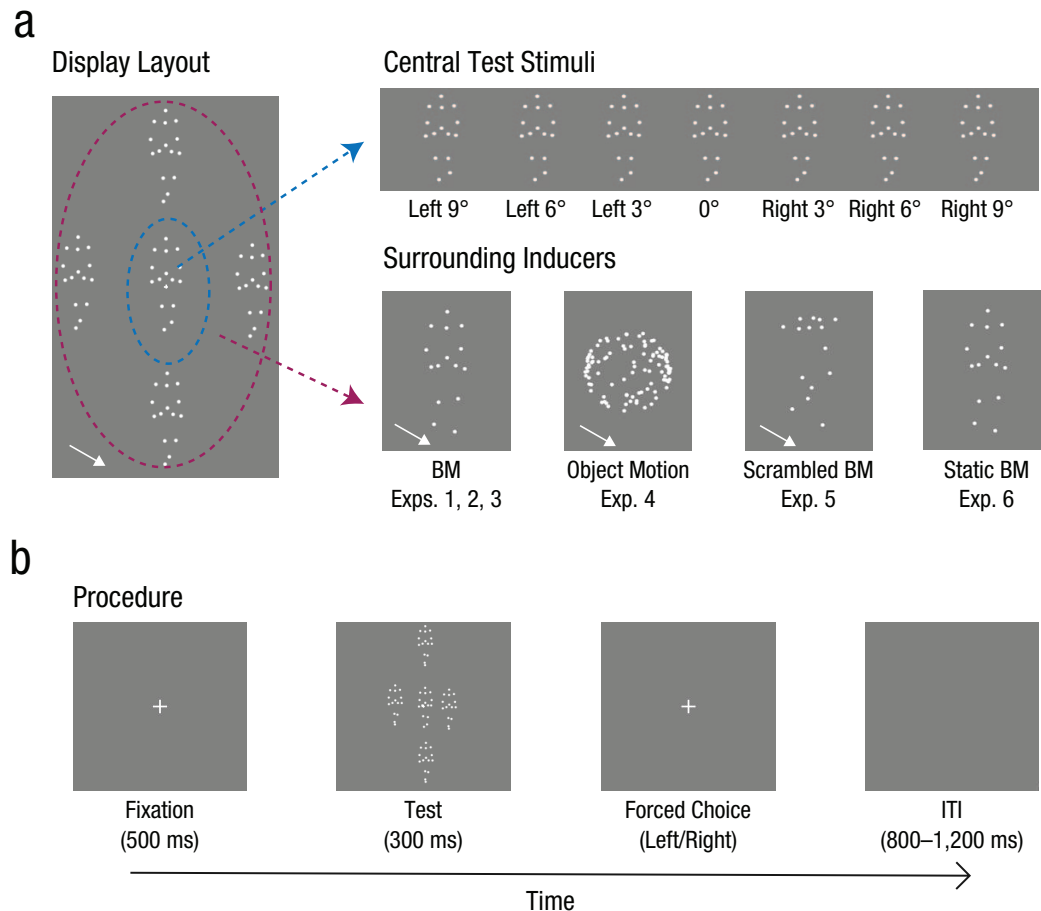 a
Display Layout
Central Test Stimuli
Left 9° Left 6° Left 3° 0° Right 3° Right 6° Right 9°
Surrounding Inducers
BM
Exps. 1, 2, 3
Object Motion
Exp. 4
Scrambled BM
Exp. 5
Static BM
Exp. 6
b
Procedure
Fixation
(500 ms)
Test
(300 ms)
Forced Choice
(Left/Right)
ITI
(800–1,200 ms)
Time